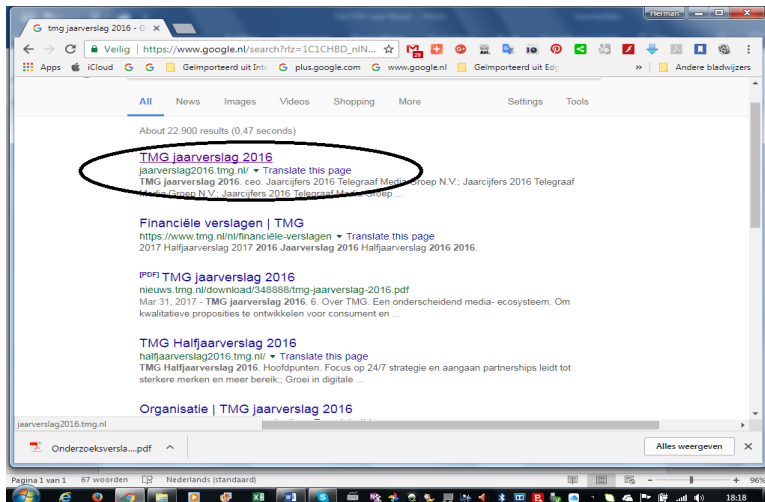 Herman
tmg jaarverslag 2016 - G
Veilig | https://www.google.nl/search?rlz=1C1CHBD_nlN...
Apps iCloud G G Geïmporteerd uit Inte G plus.google.com G www.google.nl Geïmporteerd uit Edg » Andere bladwijzers
All News Images Videos Shopping More Settings Tools
About 22.900 results (0,47 seconds)
TMG jaarverslag 2016
jaarverslag2016.tmg.nl/ ▾ Translate this page
TMG jaarverslag 2016. ceo. Jaarcijfers 2016 Telegraaf Media Groep N.V.; Jaarcijfers 2016 Telegraaf
Media Groep N.V.; Jaarcijfers 2016 Telegraaf Media Groep ...
Financiële verslagen | TMG
https://www.tmg.nl/nl/financiële-verslagen ▾ Translate this page
2017 Halfjaarverslag 2017 2016 Jaarverslag 2016 Halfjaarverslag 2016 2016.
[PDF] TMG jaarverslag 2016
nieuws.tmg.nl/download/348888/tmg-jaarverslag-2016.pdf
Mar 31, 2017 - TMG jaarverslag 2016. 6. Over TMG. Een onderscheidend media- ecosysteem. Om
kwalitatieve proposities te ontwikkelen voor consument en ...
TMG Halfjaarverslag 2016
halfjaarverslag2016.tmg.nl/ ▾ Translate this page
TMG Halfjaarverslag 2016. Hoofdpunten. Focus op 24/7 strategie en aangaan partnerships leidt tot
sterkere merken en meer bereik;; Groei in digitale ...
Organisatie | TMG jaarverslag 2016
jaarverslag2016.tmg.nl
Onderzoeksversla....pdf Alles weergeven
Pagina 1 van 1 67 woorden Nederlands (standaard) 96%
18:18